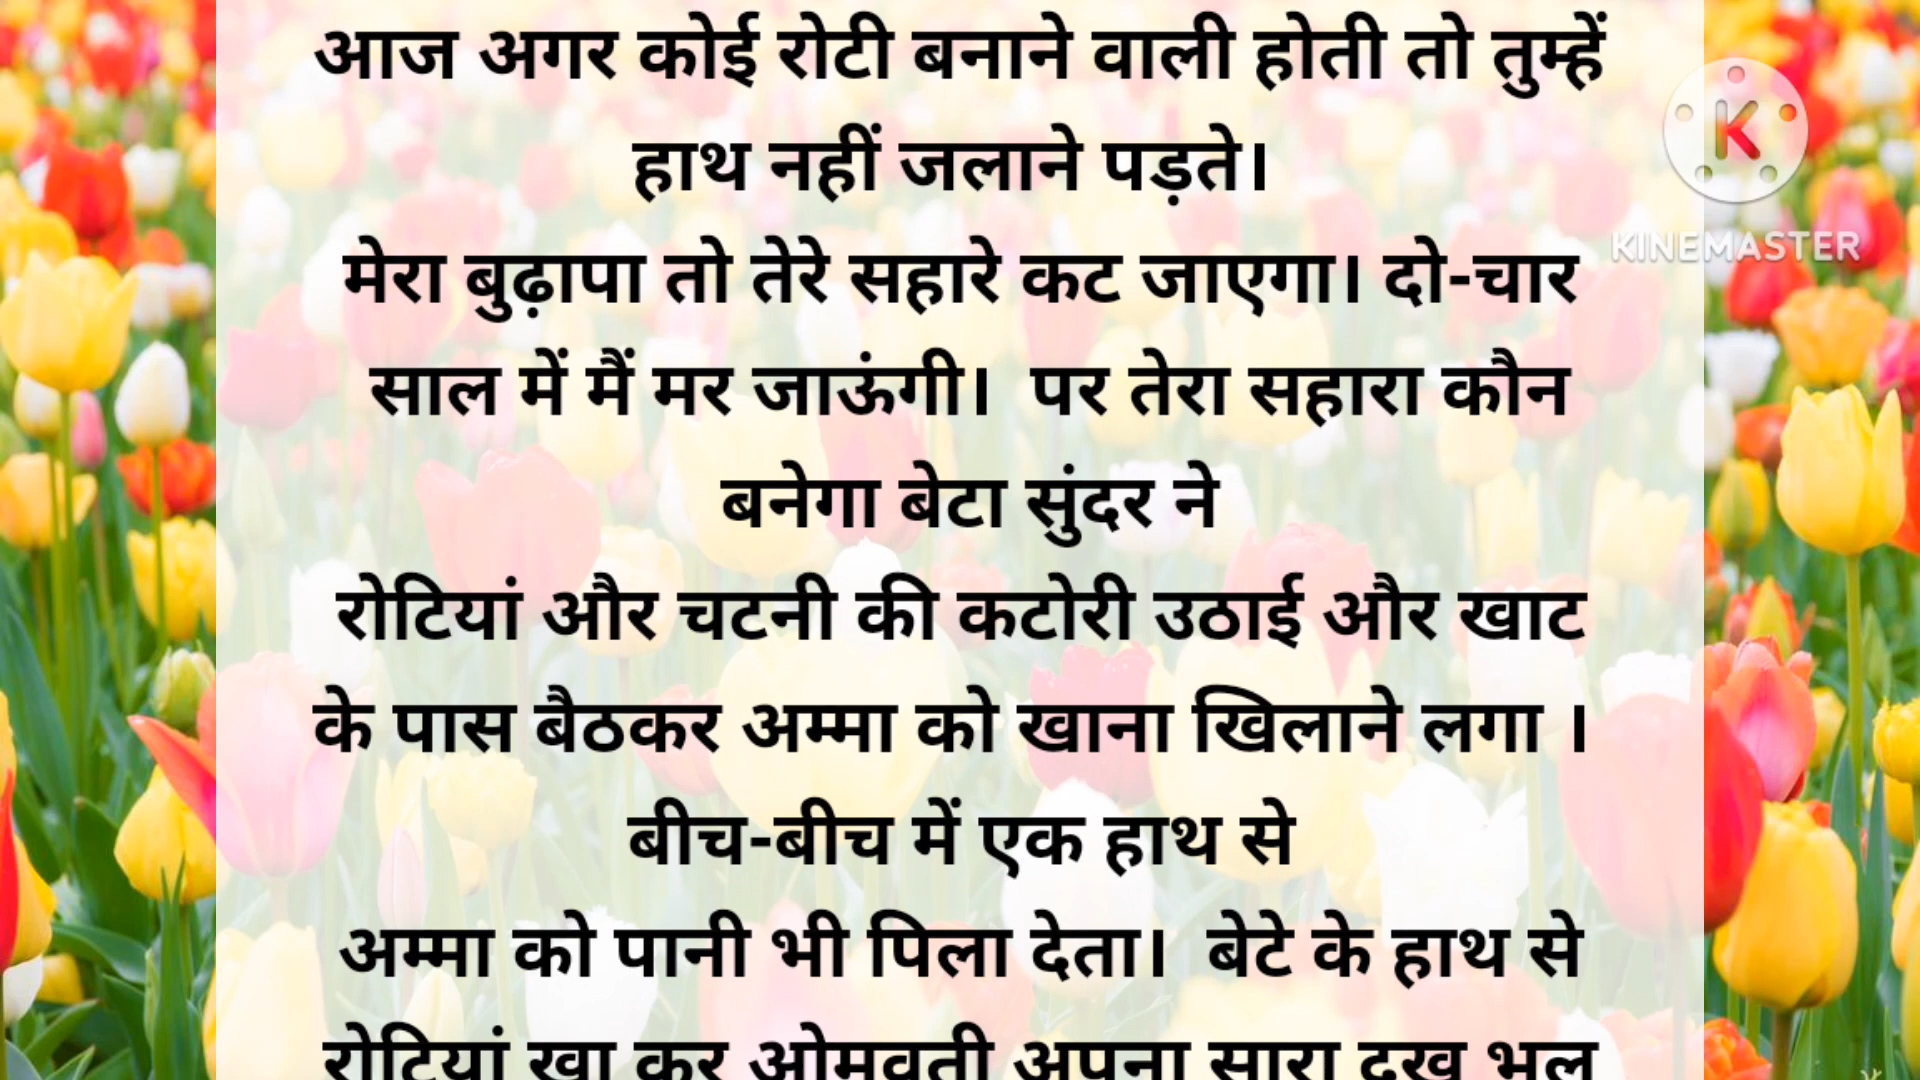 आज अगर कोई रोटी बनाने वाली होती तो तुम्हें
हाथ नहीं जलाने पड़ते।
मेरा बुढ़ापा तो तेरे सहारे कट जाएगा। दो-चार
साल में मैं मर जाऊंगी। पर तेरा सहारा कौन
बनेगा बेटा सुंदर ने
रोटियां और चटनी की कटोरी उठाई और खाट
के पास बैठकर अम्मा को खाना खिलाने लगा ।
बीच-बीच में एक हाथ से
अम्मा को पानी भी पिला देता। बेटे के हाथ से
रोटियां खा कर ओमवती अपना सारा दुख भूल
K
KINEMASTER